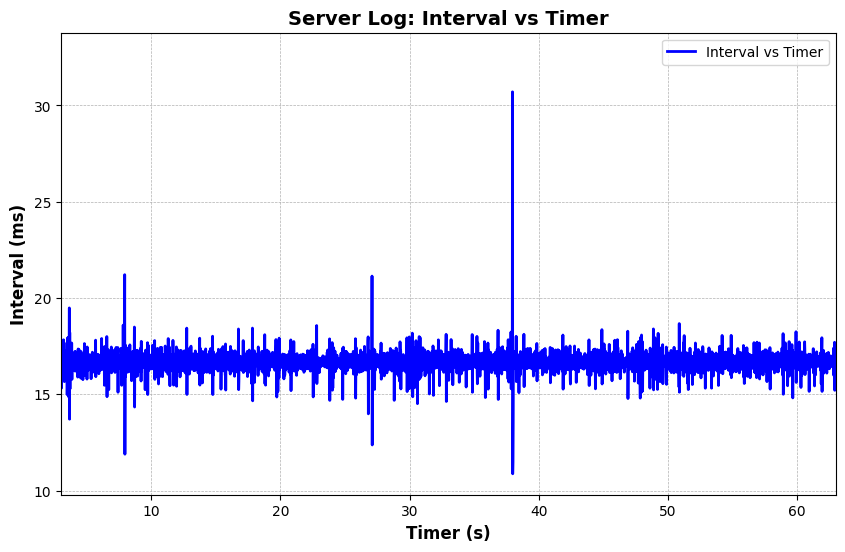 Server Log: Interval vs Timer
Interval vs Timer
30
25
20
15
10
Interval (ms)
10 20 30 40 50 60
Timer (s)